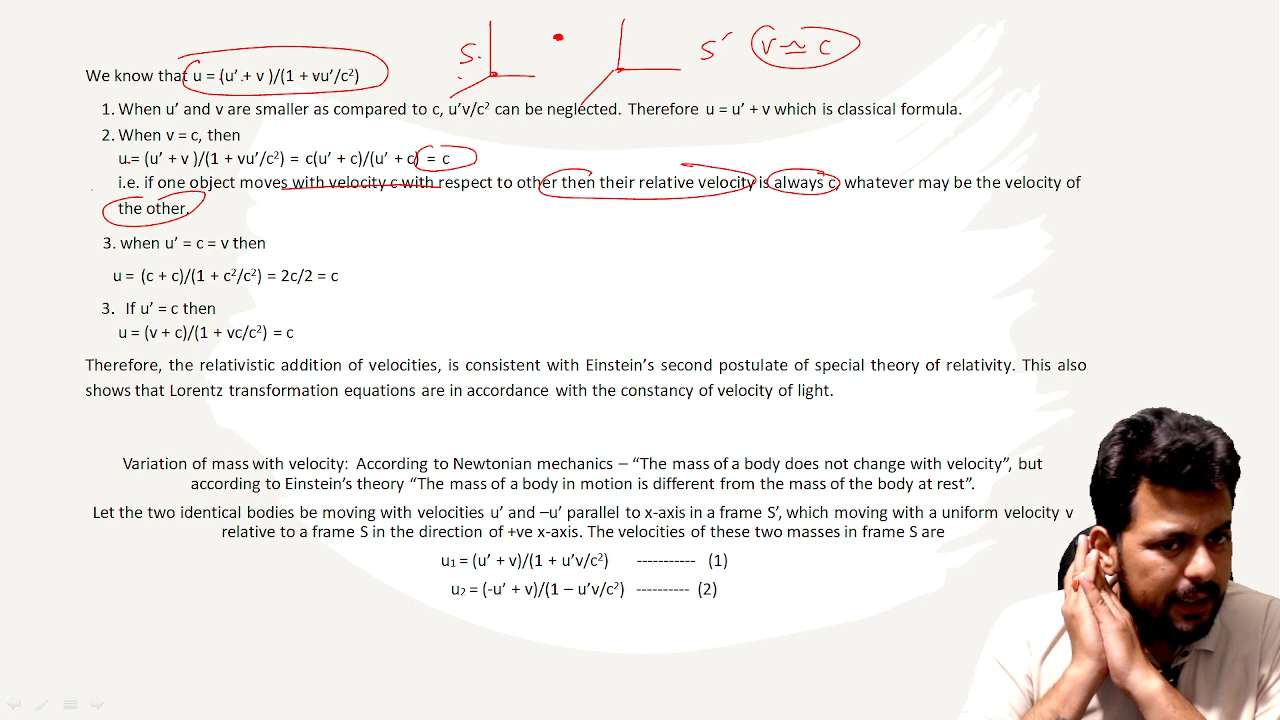 S. S′ v ≃ c
We know that u = (u’ + v )/(1 + vu’/c²)
1. When u’ and v are smaller as compared to c, u’v/c² can be neglected. Therefore u = u’ + v which is classical formula.
2. When v = c, then
u = (u’ + v )/(1 + vu’/c²) = c(u’ + c)/(u’ + c) = c
i.e. if one object moves with velocity c with respect to other then their relative velocity is always c, whatever may be the velocity of
the other.
3. when u’ = c = v then
u = (c + c)/(1 + c²/c²) = 2c/2 = c
3. If u’ = c then
u = (v + c)/(1 + vc/c²) = c
Therefore, the relativistic addition of velocities, is consistent with Einstein’s second postulate of special theory of relativity. This also
shows that Lorentz transformation equations are in accordance with the constancy of velocity of light.
Variation of mass with velocity: According to Newtonian mechanics – “The mass of a body does not change with velocity”, but
according to Einstein’s theory “The mass of a body in motion is different from the mass of the body at rest”.
Let the two identical bodies be moving with velocities u’ and –u’ parallel to x-axis in a frame S’, which moving with a uniform velocity v
relative to a frame S in the direction of +ve x-axis. The velocities of these two masses in frame S are
u₁ = (u’ + v)/(1 + u’v/c²) ----------- (1)
u₂ = (-u’ + v)/(1 – u’v/c²) ---------- (2)